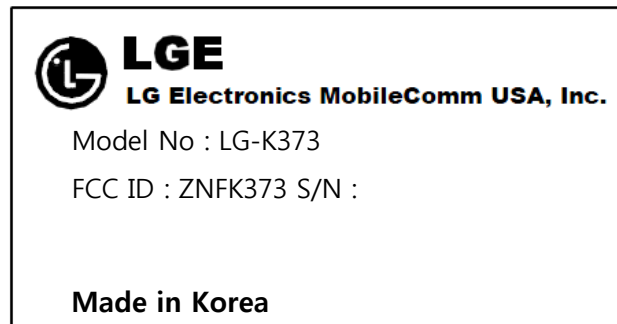 LGE
LG Electronics MobileComm USA, Inc.
Model No : LG-K373
FCC ID : ZNFK373 S/N :
Made in Korea